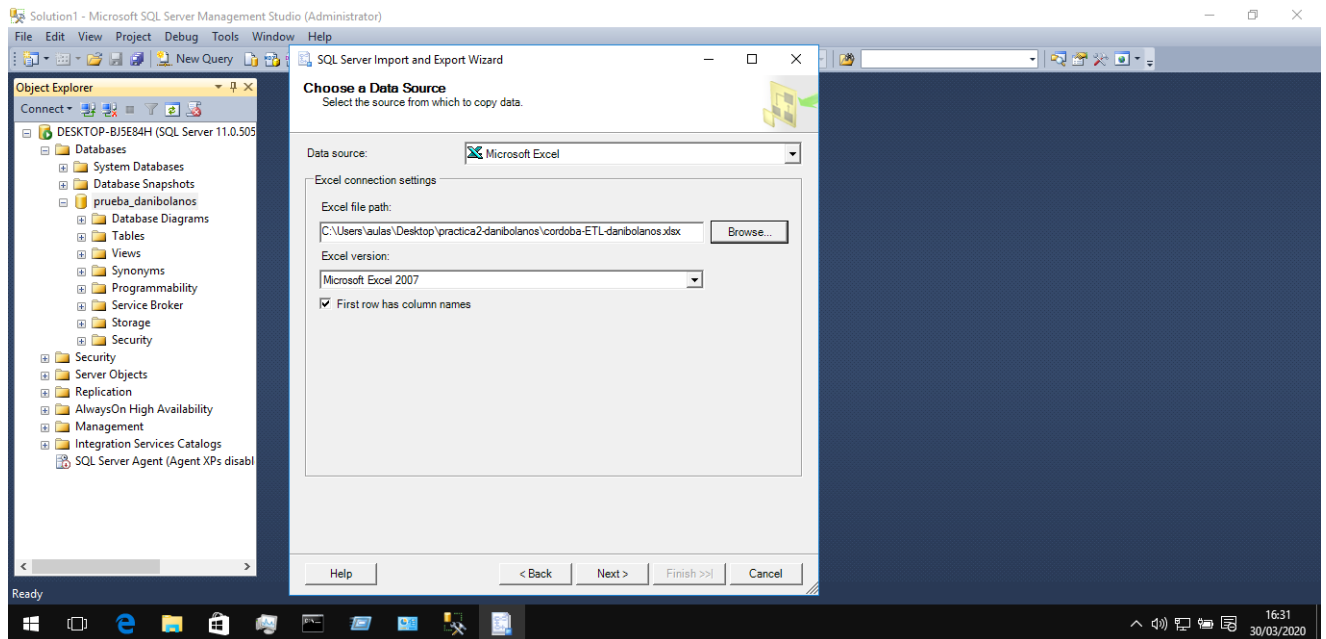 Solution1 - Microsoft SQL Server Management Studio (Administrator)
File Edit View Project Debug Tools Window Help
New Query
Object Explorer
Connect
DESKTOP-BJ5E84H (SQL Server 11.0.505
Databases
System Databases
Database Snapshots
prueba_danibolanos
Database Diagrams
Tables
Views
Synonyms
Programmability
Service Broker
Storage
Security
Security
Server Objects
Replication
AlwaysOn High Availability
Management
Integration Services Catalogs
SQL Server Agent (Agent XPs disabl
SQL Server Import and Export Wizard
Choose a Data Source
Select the source from which to copy data.
Data source: Microsoft Excel
Excel connection settings
Excel file path:
C:\Users\aulas\Desktop\practica2-danibolanos\cordoba-ETL-danibolanos.xlsx Browse...
Excel version:
Microsoft Excel 2007
First row has column names
Help < Back Next > Finish >>| Cancel
Ready
16:31
30/03/2020